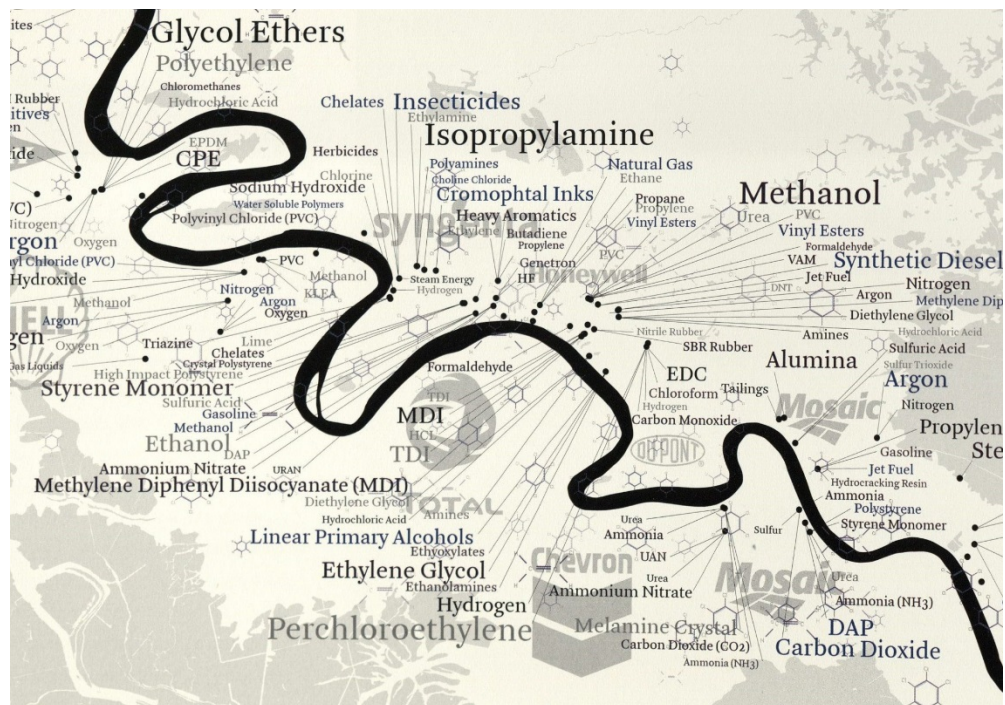 Glycol Ethers
Polyethylene
Chloromethanes
Hydrochloric Acid
Rubber
EPDM
CPE
Chelates
Insecticides
Ethylamine
Isopropylamine
Herbicides
Chlorine
Polyamines
Choline Chloride
Cromophtal Inks
Heavy Aromatics
Ethylene
Butadiene
Propylene
Genetron
HF
Honeywell
Steam Energy
Hydrogen
Sodium Hydroxide
Water Soluble Polymers
Polyvinyl Chloride (PVC)
Natural Gas
Ethane
Propane
Propylene
Vinyl Esters
PVC
Methanol
Urea
PVC
Vinyl Esters
Formaldehyde
VAM
Synthetic Diesel
Jet Fuel
Nitrogen
DNT
Argon
Methylene Dip
Diethylene Glycol
Hydrochloric Acid
Amines
Sulfuric Acid
Sulfur Trioxide
Argon
Nitrogen
Nitrogen
Argon
Oxygen
Hydroxide
PVC
Methanol
KLEA
Nitrogen
Argon
Oxygen
Methanol
Argon
Oxygen
Triazine
Lime
Chelates
Gas Liquids
Crystal Polystyrene
High Impact Polystyrene
Styrene Monomer
Sulfuric Acid
Gasoline
Methanol
Ethanol
DAP
Ammonium Nitrate
URAN
Methylene Diphenyl Diisocyanate (MDI)
Formaldehyde
TDI
MDI
HCL
TDI
TOTAL
Diethylene Glycol
Amines
Hydrochloric Acid
Linear Primary Alcohols
Ethyoxylates
Ethylene Glycol
Ethanolamines
Hydrogen
Perchloroethylene
Chevron
Nitrile Rubber
SBR Rubber
EDC
Chloroform
Tailings
Hydrogen
Carbon Monoxide
DUPONT
Alumina
Mosaic
Propylen
Gasoline
Jet Fuel
Hydrocracking Resin
Ammonia
Polystyrene
Styrene Monomer
Urea
Ammonia
UAN
Sulfur
Urea
Ammonium Nitrate
Mosaic
Urea
Ammonia (NH3)
Melamine Crystal
Carbon Dioxide (CO2)
Ammonia (NH3)
DAP
Carbon Dioxide